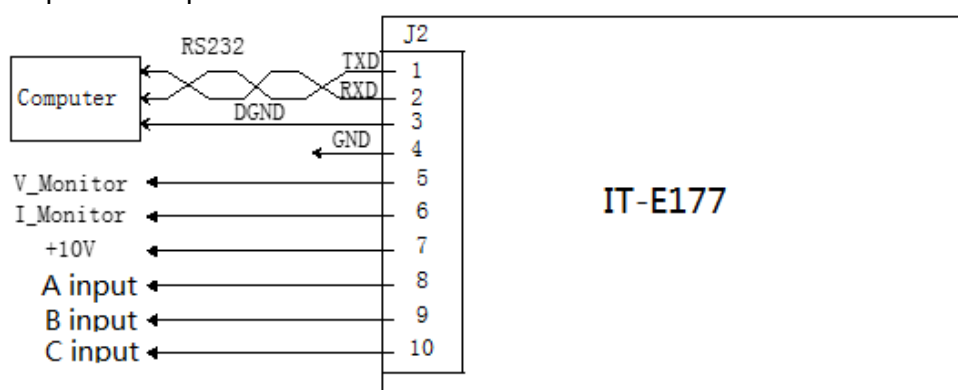 J2
RS232
TXD 1
Computer
RXD 2
DGND 3
GND 4
V_Monitor 5
IT-E177
I_Monitor 6
+10V 7
A input 8
B input 9
C input 10